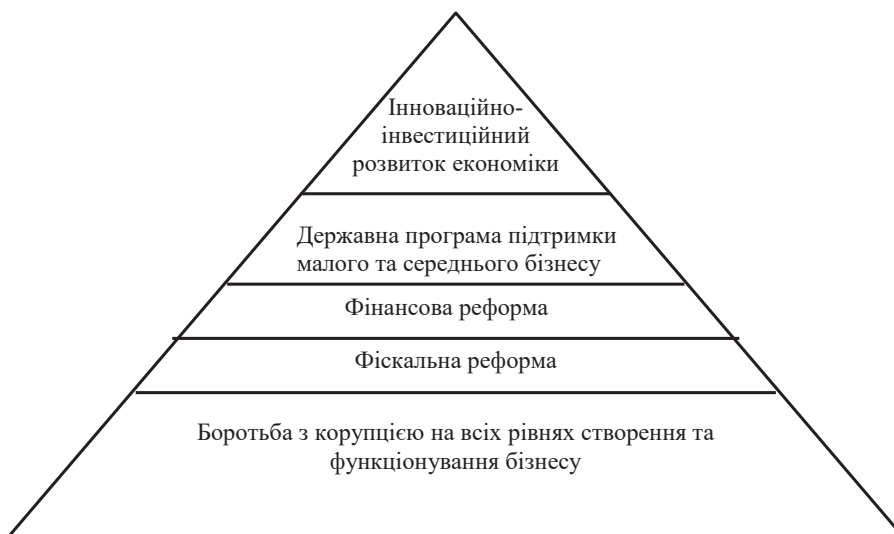 Інноваційно-
інвестиційний
розвиток економіки
Державна програма підтримки
малого та середнього бізнесу
Фінансова реформа
Фіскальна реформа
Боротьба з корупцією на всіх рівнях створення та
функціонування бізнесу